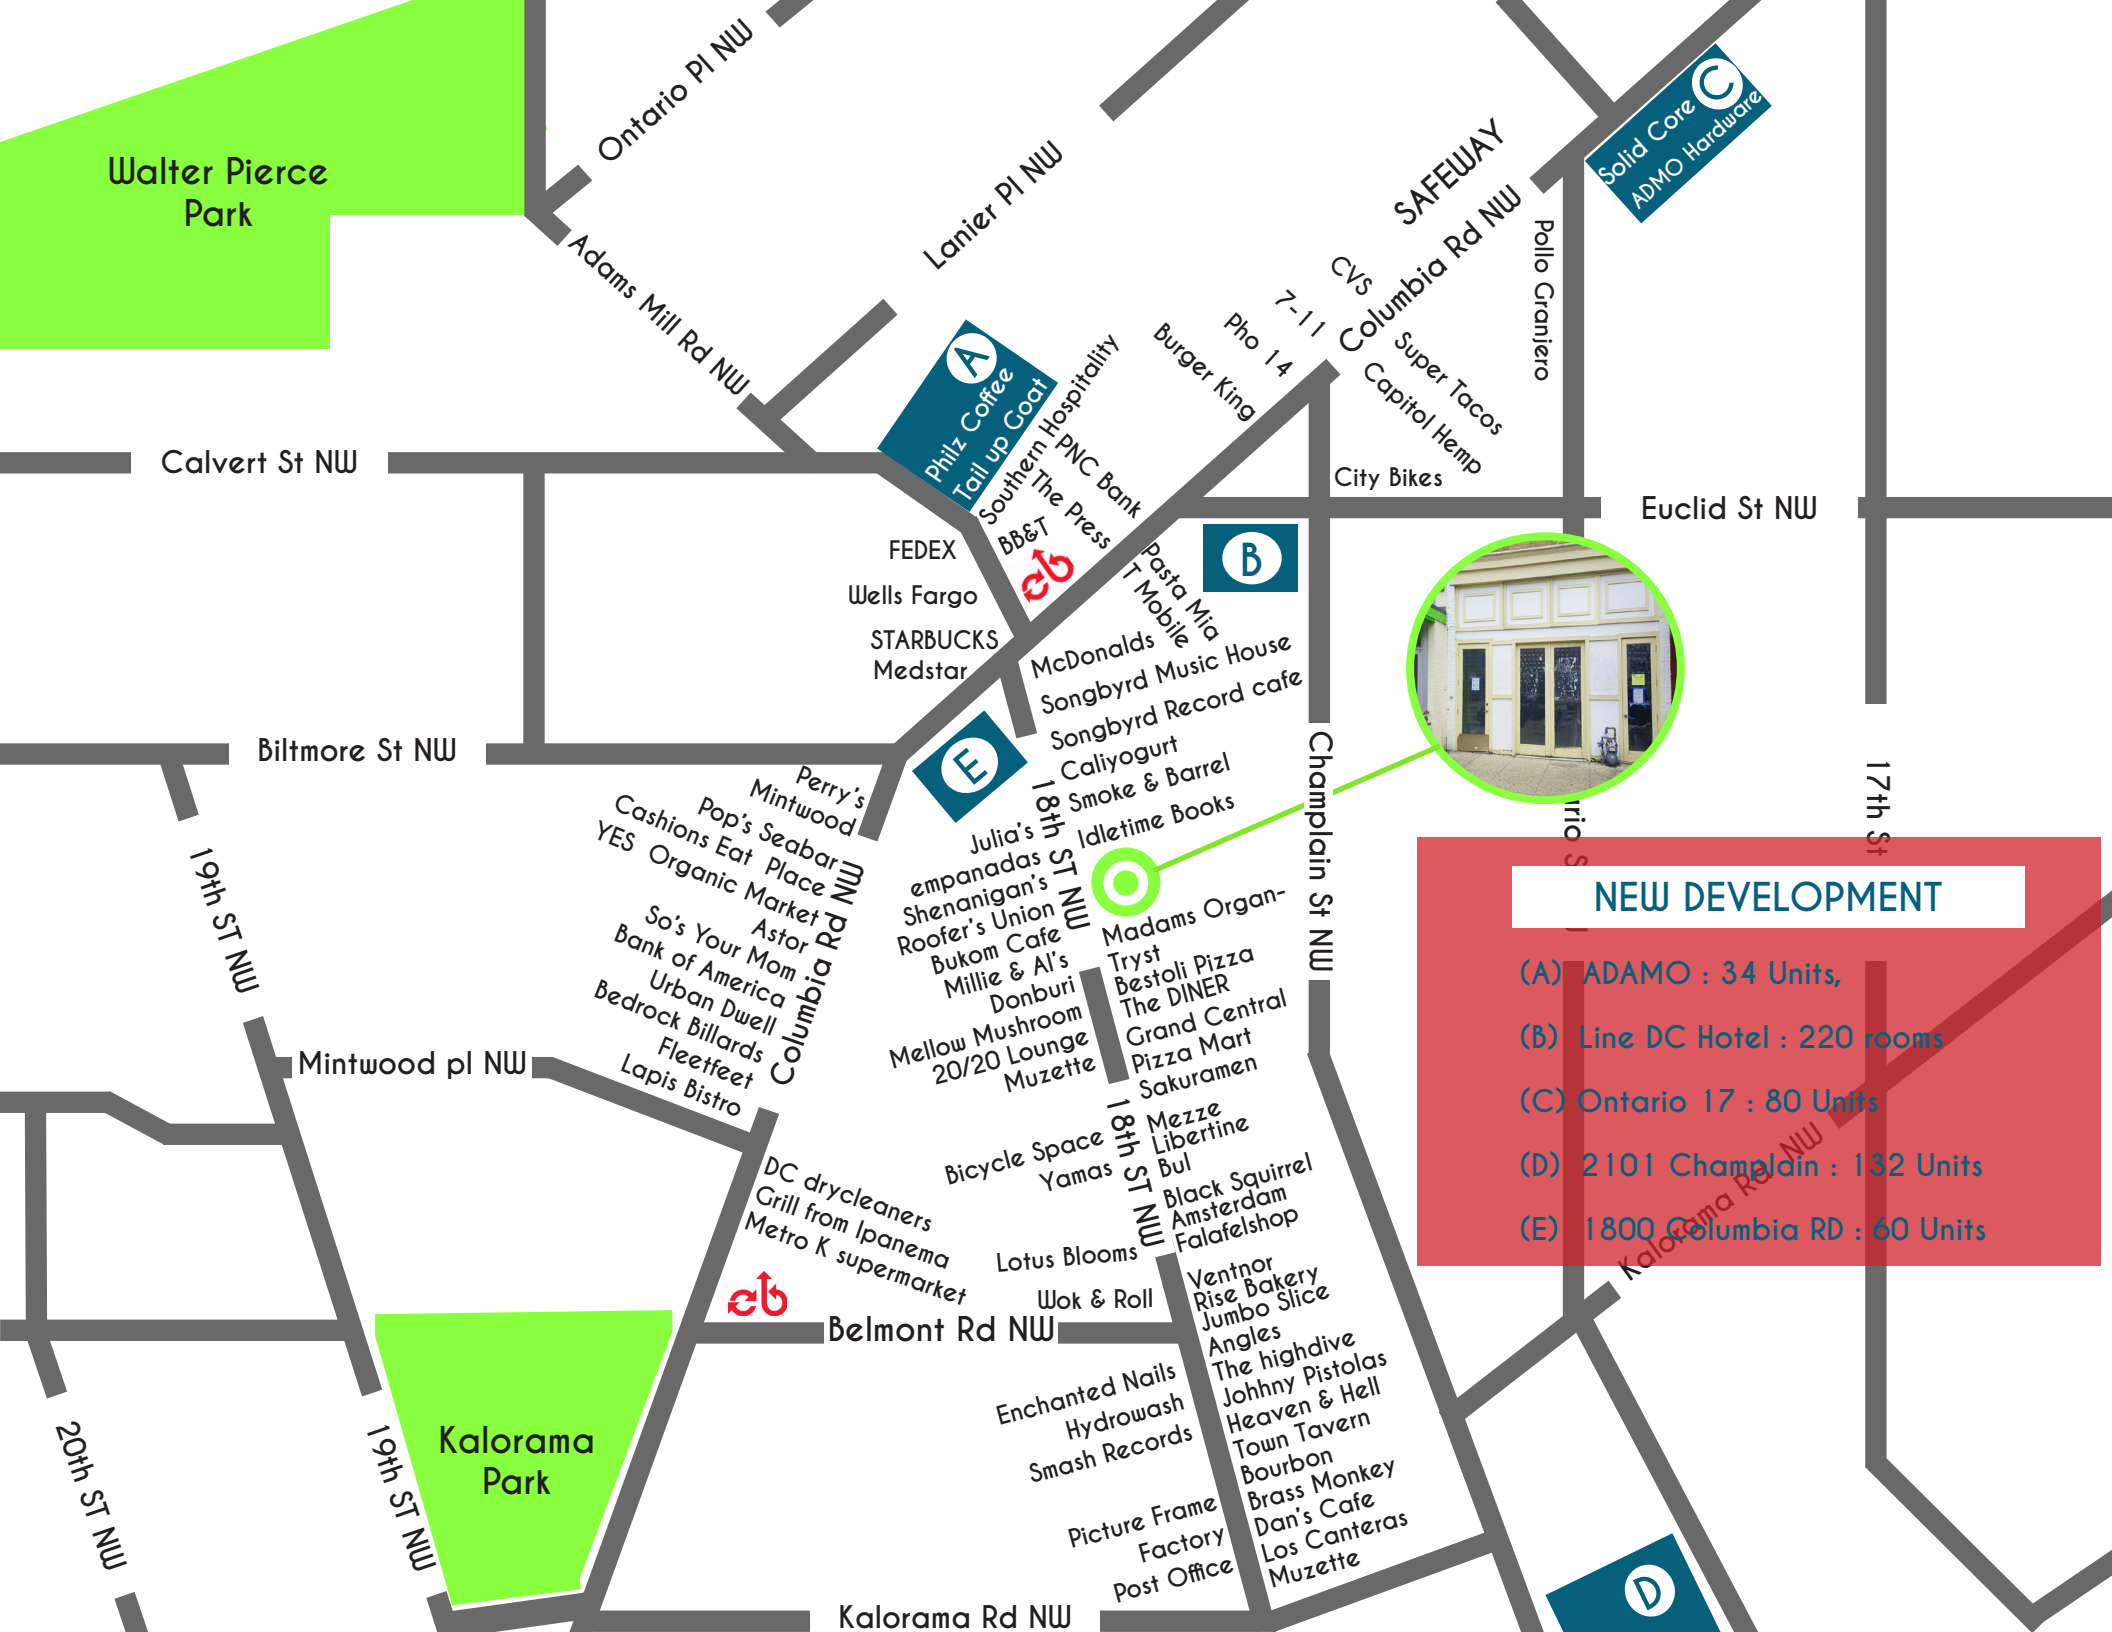 Walter Pierce
Park
Ontario Pl NW
Adams Mill Rd NW
Lanier Pl NW
SAFEWAY
Columbia Rd NW
C
Solid Core
ADMO Hardware
Pollo Granjero
CVS
7-11
Pho 14
Burger King
Super Tacos
Capitol Hemp
City Bikes
Euclid St NW
A
Philz Coffee
Tail up Goat
Southern Hospitality
PNC Bank
The Press
BB&T
Calvert St NW
FEDEX
Wells Fargo
STARBUCKS
Medstar
B
Pasta Mia
T Mobile
McDonalds
Songbyrd Music House
Songbyrd Record cafe
Caliyogurt
Smoke & Barrel
Idletime Books
Biltmore St NW
E
18th ST NW
Champlain St NW
17th St
rio S
Perry's
Mintwood
Pop's Seabar
Cashions Eat Place
YES Organic Market
Astor
So's Your Mom
Bank of America
Urban Dwell
Bedrock Billards
Fleetfeet
Lapis Bistro
Columbia Rd NW
Julia's
empanadas
Shenanigan's
Roofer's Union
Bukom Cafe
Millie & Al's
Donburi
Mellow Mushroom
20/20 Lounge
Muzette
Madams Organ-
Tryst
Bestoli Pizza
The DINER
Grand Central
Pizza Mart
Sakuramen
19th ST NW
Mintwood pl NW
Bicycle Space
Yamas
18th ST NW
Mezze
Libertine
Bul
Black Squirrel
Amsterdam
Falafelshop
DC drycleaners
Grill from Ipanema
Metro K supermarket
Lotus Blooms
Wok & Roll
Ventnor
Rise Bakery
Jumbo Slice
Angles
The highdive
Johhny Pistolas
Heaven & Hell
Town Tavern
Bourbon
Brass Monkey
Dan's Cafe
Los Canteras
Muzette
Belmont Rd NW
Enchanted Nails
Hydrowash
Smash Records
Picture Frame
Factory
Post Office
Kalorama
Park
20th ST NW
19th ST NW
Kalorama Rd NW
D
NEW DEVELOPMENT
(A) ADAMO : 34 Units,
(B) Line DC Hotel : 220 rooms
(C) Ontario 17 : 80 Units
(D) 2101 Champlain : 132 Units
(E) 1800 Columbia RD : 60 Units
Kalorama Rd NW